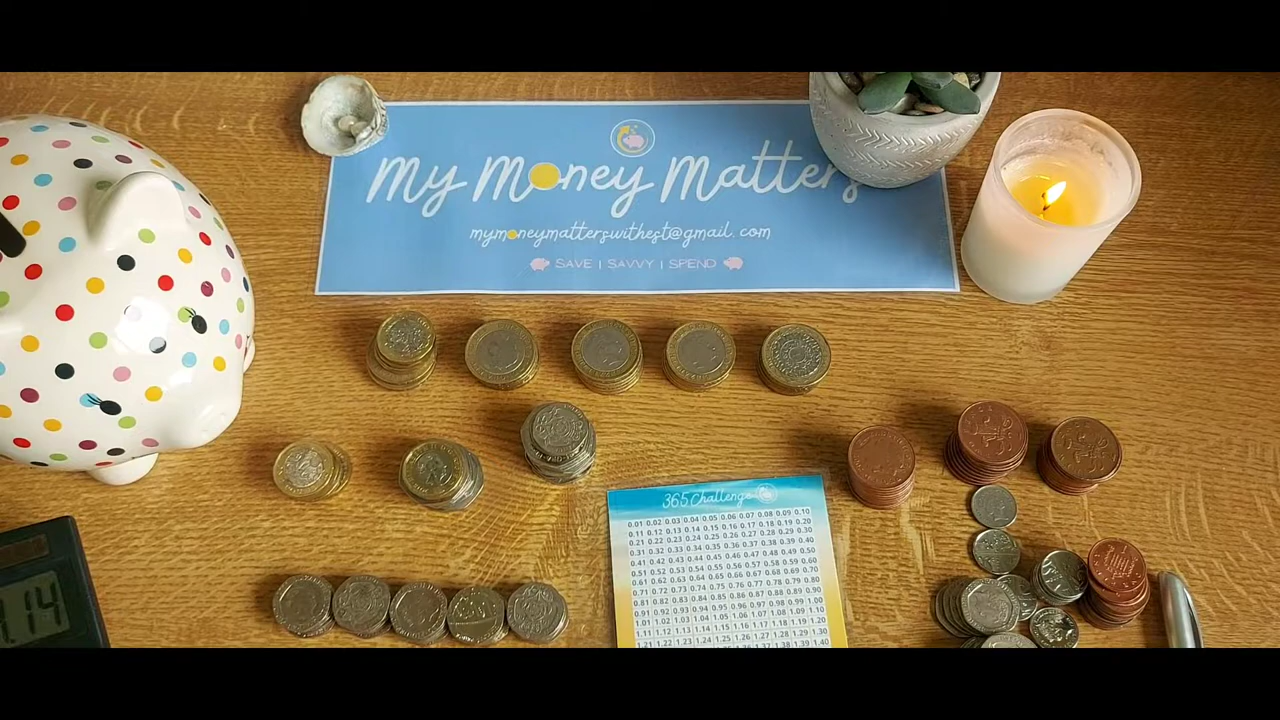 My Money Matters
mymoneymatterswithest@gmail.com
SAVE | SAVVY | SPEND
365 Challenge
0.01 0.02 0.03 0.04 0.05 0.06 0.07 0.08 0.09 0.10
0.11 0.12 0.13 0.14 0.15 0.16 0.17 0.18 0.19 0.20
0.21 0.22 0.23 0.24 0.25 0.26 0.27 0.28 0.29 0.30
0.31 0.32 0.33 0.34 0.35 0.36 0.37 0.38 0.39 0.40
0.41 0.42 0.43 0.44 0.45 0.46 0.47 0.48 0.49 0.50
0.51 0.52 0.53 0.54 0.55 0.56 0.57 0.58 0.59 0.60
0.61 0.62 0.63 0.64 0.65 0.66 0.67 0.68 0.69 0.70
0.71 0.72 0.73 0.74 0.75 0.76 0.77 0.78 0.79 0.80
0.81 0.82 0.83 0.84 0.85 0.86 0.87 0.88 0.89 0.90
0.91 0.92 0.93 0.94 0.95 0.96 0.97 0.98 0.99 1.00
1.01 1.02 1.03 1.04 1.05 1.06 1.07 1.08 1.09 1.10
1.11 1.12 1.13 1.14 1.15 1.16 1.17 1.18 1.19 1.20
1.21 1.22 1.23 1.24 1.25 1.26 1.27 1.28 1.29 1.30
.14